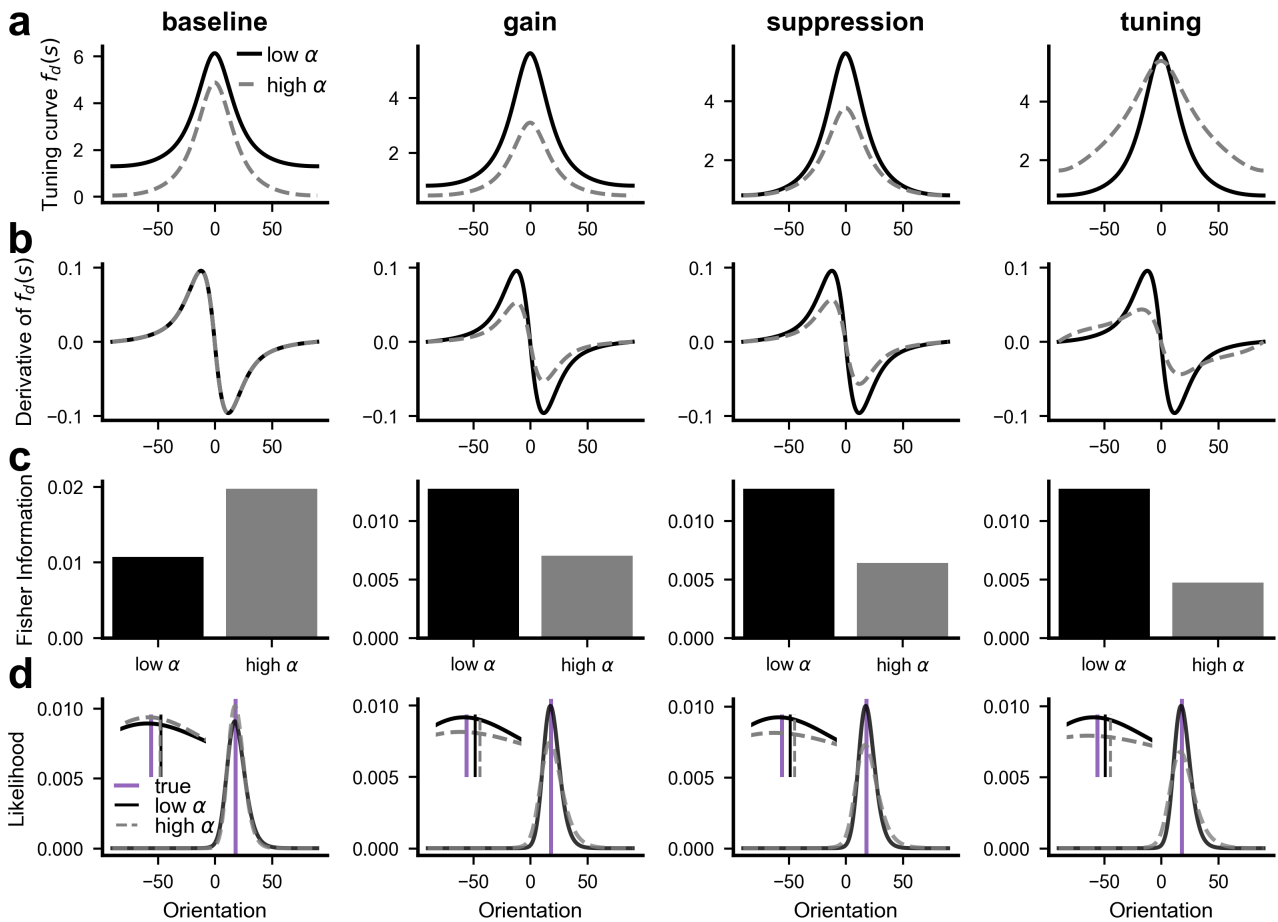 a
baseline
gain
suppression
tuning
Tuning curve f_d(s)
6
4
2
0
low α
high α
4
2
4
2
4
2
−50 0 50
−50 0 50
−50 0 50
−50 0 50
b
Derivative of f_d(s)
0.1
0.0
−0.1
0.1
0.0
−0.1
0.1
0.0
−0.1
0.1
0.0
−0.1
−50 0 50
−50 0 50
−50 0 50
−50 0 50
c
Fisher Information
0.02
0.01
0.00
0.010
0.005
0.000
0.010
0.005
0.000
0.010
0.005
0.000
low α high α
low α high α
low α high α
low α high α
d
Likelihood
0.010
0.005
0.000
true
low α
high α
0.010
0.005
0.000
0.010
0.005
0.000
0.010
0.005
0.000
−50 0 50
−50 0 50
−50 0 50
−50 0 50
Orientation
Orientation
Orientation
Orientation